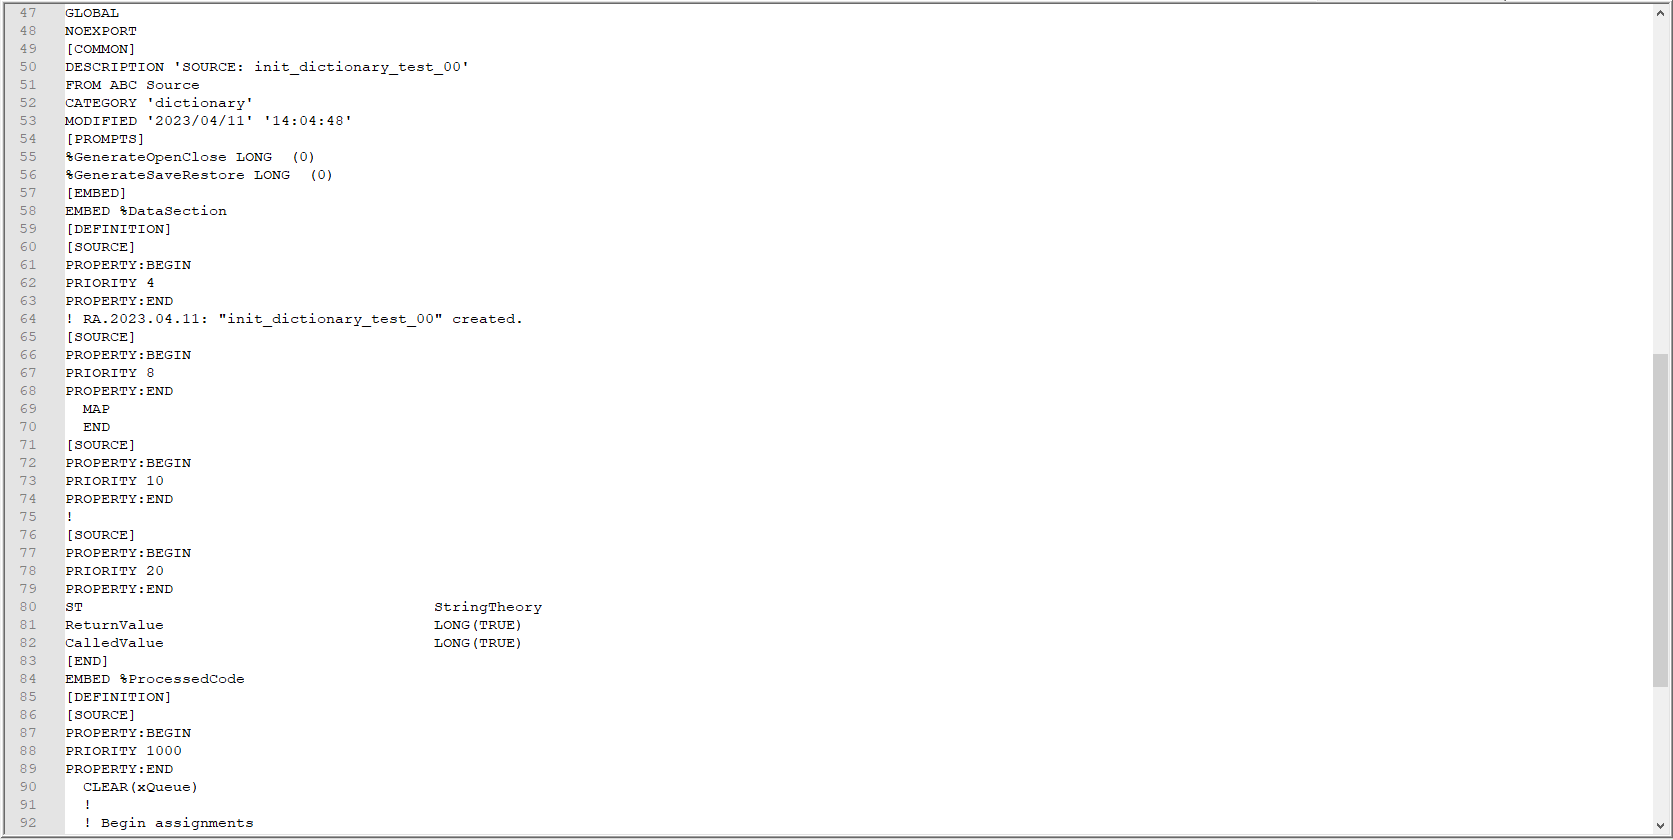 47 GLOBAL
48 NOEXPORT
49 [COMMON]
50 DESCRIPTION 'SOURCE: init_dictionary_test_00'
51 FROM ABC Source
52 CATEGORY 'dictionary'
53 MODIFIED '2023/04/11' '14:04:48'
54 [PROMPTS]
55 %GenerateOpenClose LONG  (0)
56 %GenerateSaveRestore LONG  (0)
57 [EMBED]
58 EMBED %DataSection
59 [DEFINITION]
60 [SOURCE]
61 PROPERTY:BEGIN
62 PRIORITY 4
63 PROPERTY:END
64 ! RA.2023.04.11: "init_dictionary_test_00" created.
65 [SOURCE]
66 PROPERTY:BEGIN
67 PRIORITY 8
68 PROPERTY:END
69   MAP
70   END
71 [SOURCE]
72 PROPERTY:BEGIN
73 PRIORITY 10
74 PROPERTY:END
75 !
76 [SOURCE]
77 PROPERTY:BEGIN
78 PRIORITY 20
79 PROPERTY:END
80 ST                                       StringTheory
81 ReturnValue                              LONG(TRUE)
82 CalledValue                              LONG(TRUE)
83 [END]
84 EMBED %ProcessedCode
85 [DEFINITION]
86 [SOURCE]
87 PROPERTY:BEGIN
88 PRIORITY 1000
89 PROPERTY:END
90   CLEAR(xQueue)
91   !
92   ! Begin assignments